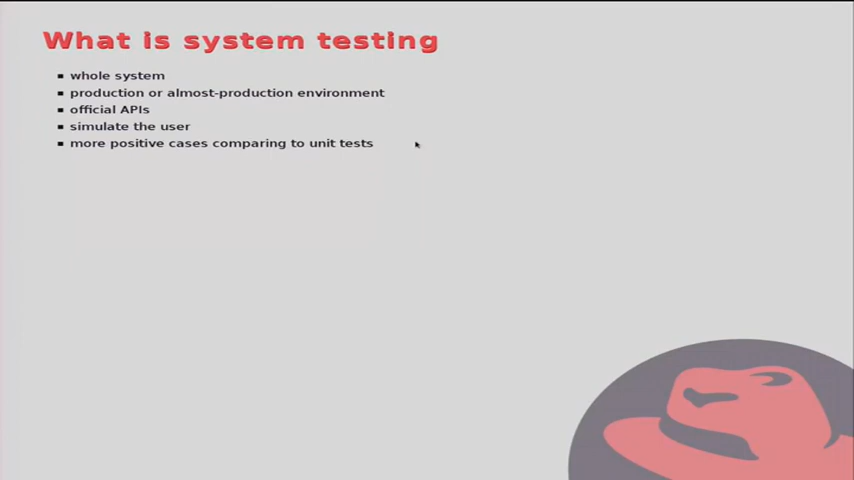 What is system testing
whole system
production or almost-production environment
official APIs
simulate the user
more positive cases comparing to unit tests